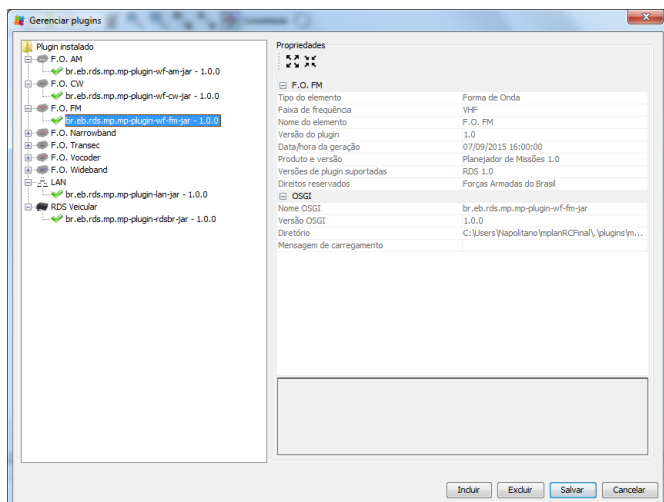 Gerenciar plugins
Plugin instalado
F.O. AM
br.eb.rds.mp.mp-plugin-wf-am-jar - 1.0.0
F.O. CW
br.eb.rds.mp.mp-plugin-wf-cw-jar - 1.0.0
F.O. FM
br.eb.rds.mp.mp-plugin-wf-fm-jar - 1.0.0
F.O. Narrowband
F.O. Transec
F.O. Vocoder
F.O. Wideband
LAN
br.eb.rds.mp.mp-plugin-lan-jar - 1.0.0
RDS Veicular
br.eb.rds.mp.mp-plugin-rdsbr-jar - 1.0.0
Propriedades
F.O. FM
Tipo do elemento Forma de Onda
Faixa de frequência VHF
Nome do elemento F.O. FM
Versão do plugin 1.0
Data/hora da geração 07/09/2015 16:00:00
Produto e versão Planejador de Missões 1.0
Versões de plugin suportadas RDS 1.0
Direitos reservados Forças Armadas do Brasil
OSGI
Nome OSGI br.eb.rds.mp.mp-plugin-wf-fm-jar
Versão OSGI 1.0.0
Diretório C:\Users\Napolitano\mplanRCFinal\.\plugins\m...
Mensagem de carregamento
Incluir Excluir Salvar Cancelar